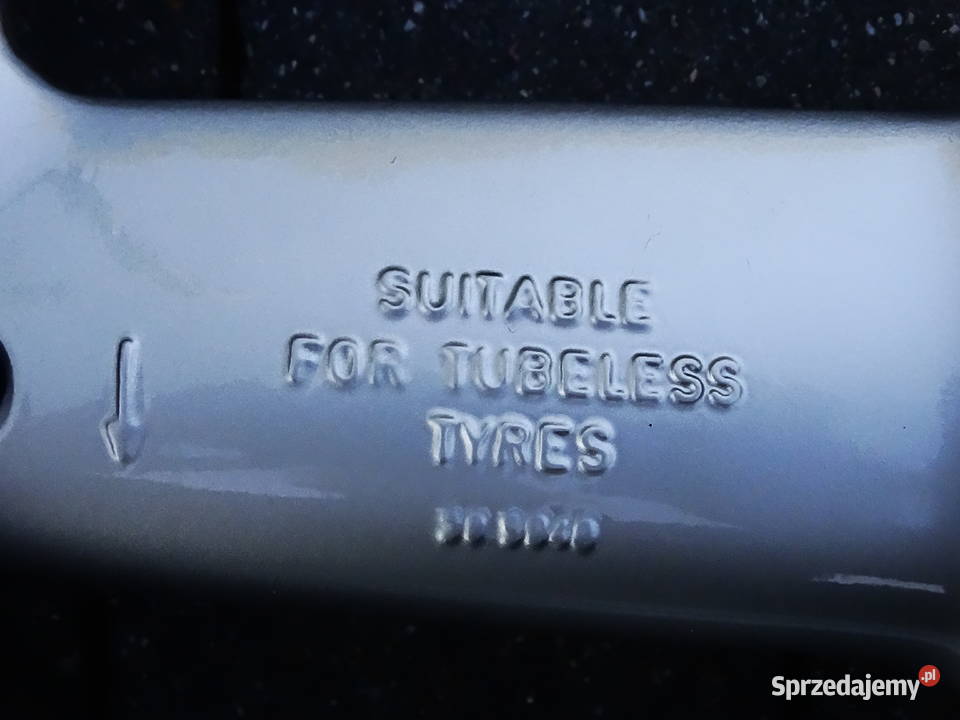 SUITABLE
FOR TUBELESS
TYRES
Sprzedajemy.pl